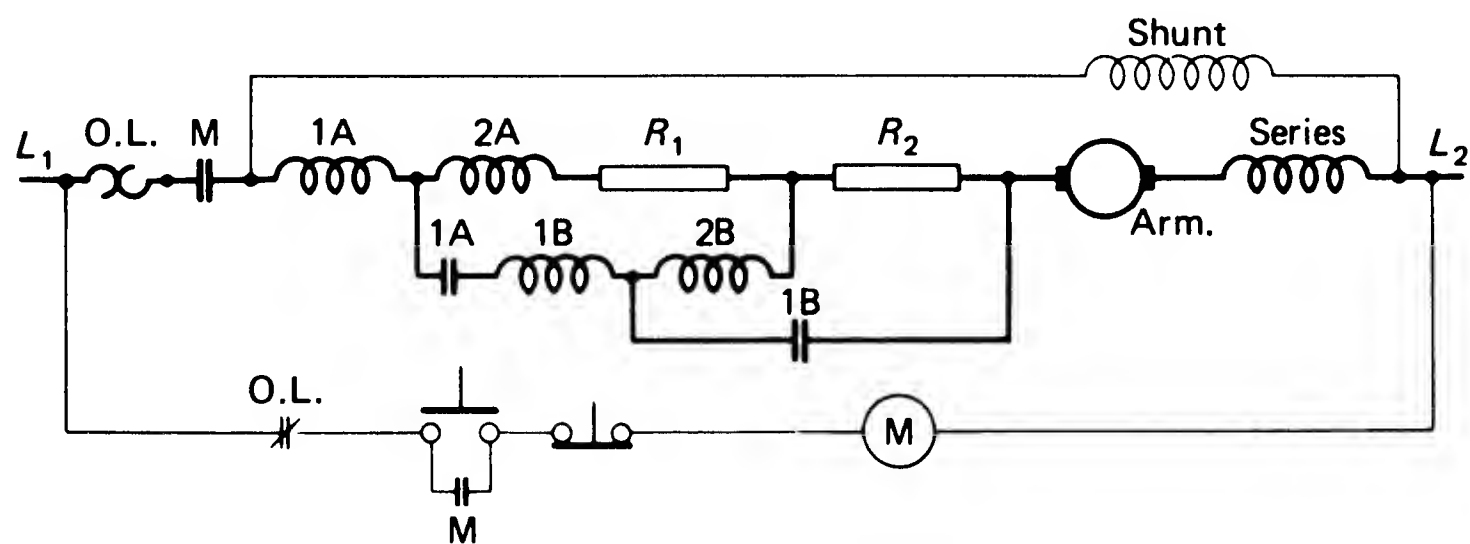 Shunt
L₁
O.L.
M
1A
2A
R₁
R₂
Series
L₂
Arm.
1A
1B
2B
1B
O.L.
M
M